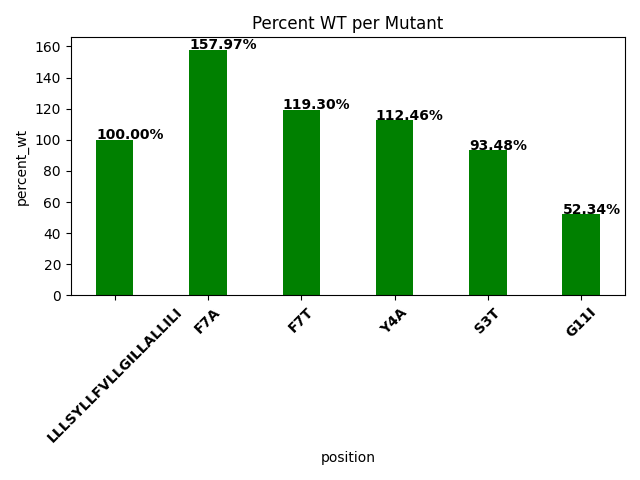 Percent WT per Mutant
percent_wt
160
140
120
100
80
60
40
20
0
100.00%
157.97%
119.30%
112.46%
93.48%
52.34%
LLLSYLLFVLLGILLALLILI
F7A
F7T
Y4A
S3T
G11I
position